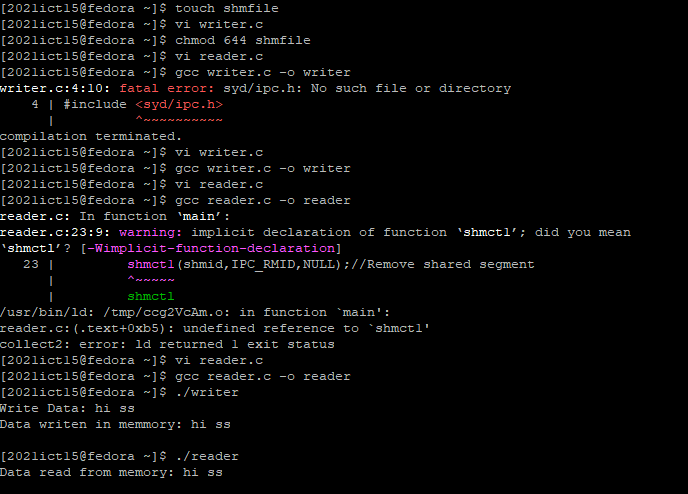 [2021ict15@fedora ~]$ touch shmfile
[2021ict15@fedora ~]$ vi writer.c
[2021ict15@fedora ~]$ chmod 644 shmfile
[2021ict15@fedora ~]$ vi reader.c
[2021ict15@fedora ~]$ gcc writer.c -o writer
writer.c:4:10: fatal error: syd/ipc.h: No such file or directory
    4 | #include <syd/ipc.h>
      |          ^~~~~~~~~~~
compilation terminated.
[2021ict15@fedora ~]$ vi writer.c
[2021ict15@fedora ~]$ gcc writer.c -o writer
[2021ict15@fedora ~]$ vi reader.c
[2021ict15@fedora ~]$ gcc reader.c -o reader
reader.c: In function ‘main’:
reader.c:23:9: warning: implicit declaration of function ‘shmct1’; did you mean
‘shmctl’? [-Wimplicit-function-declaration]
   23 |         shmct1(shmid,IPC_RMID,NULL);//Remove shared segment
      |         ^~~~~~
      |         shmctl
/usr/bin/ld: /tmp/ccg2VcAm.o: in function `main':
reader.c:(.text+0xb5): undefined reference to `shmct1'
collect2: error: ld returned 1 exit status
[2021ict15@fedora ~]$ vi reader.c
[2021ict15@fedora ~]$ gcc reader.c -o reader
[2021ict15@fedora ~]$ ./writer
Write Data: hi ss
Data writen in memmory: hi ss
[2021ict15@fedora ~]$ ./reader
Data read from memory: hi ss